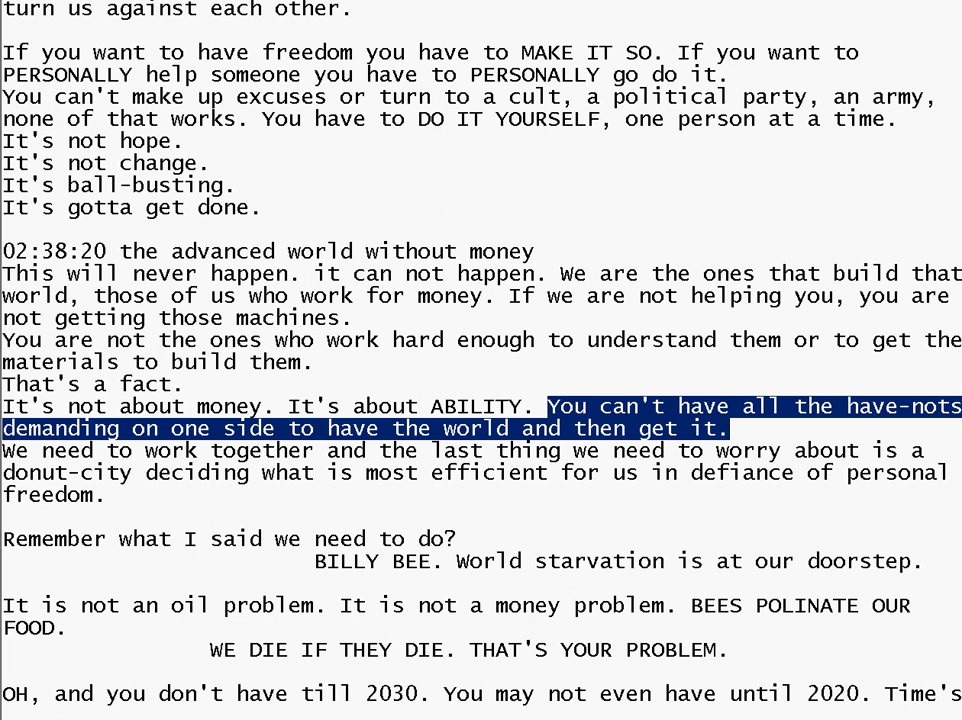 turn us against each other.
If you want to have freedom you have to MAKE IT SO. If you want to
PERSONALLY help someone you have to PERSONALLY go do it.
You can't make up excuses or turn to a cult, a political party, an army,
none of that works. You have to DO IT YOURSELF, one person at a time.
It's not hope.
It's not change.
It's ball-busting.
It's gotta get done.
02:38:20 the advanced world without money
This will never happen. it can not happen. We are the ones that build that
world, those of us who work for money. If we are not helping you, you are
not getting those machines.
You are not the ones who work hard enough to understand them or to get the
materials to build them.
That's a fact.
It's not about money. It's about ABILITY. You can't have all the have-nots
demanding on one side to have the world and then get it.
We need to work together and the last thing we need to worry about is a
donut-city deciding what is most efficient for us in defiance of personal
freedom.
Remember what I said we need to do?
BILLY BEE. World starvation is at our doorstep.
It is not an oil problem. It is not a money problem. BEES POLINATE OUR
FOOD.
WE DIE IF THEY DIE. THAT'S YOUR PROBLEM.
OH, and you don't have till 2030. You may not even have until 2020. Time's